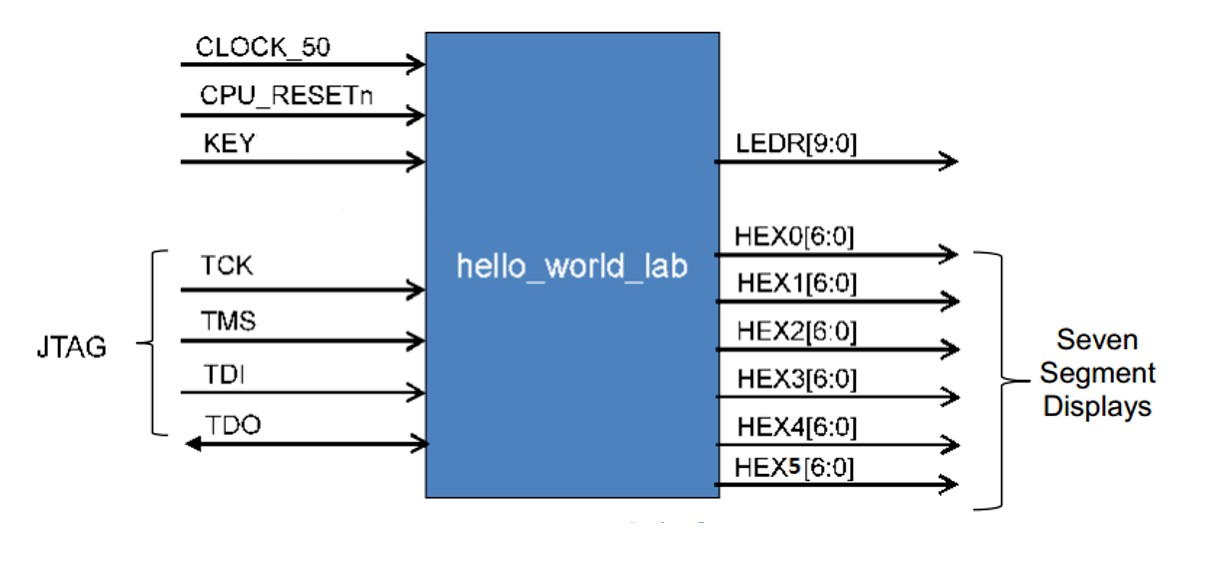 CLOCK_50
CPU_RESETn
KEY
JTAG
TCK
TMS
TDI
TDO
hello_world_lab
LEDR[9:0]
HEX0[6:0]
HEX1[6:0]
HEX2[6:0]
HEX3[6:0]
HEX4[6:0]
HEX5[6:0]
Seven
Segment
Displays